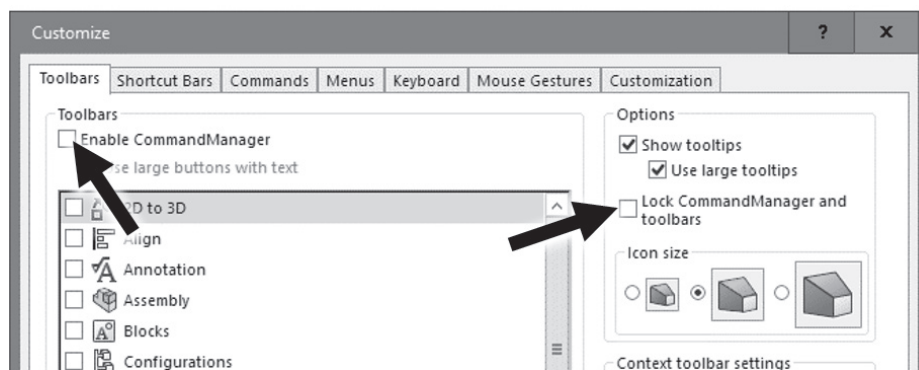 Customize ? x
Toolbars Shortcut Bars Commands Menus Keyboard Mouse Gestures Customization
Toolbars
Enable CommandManager
large buttons with text
2D to 3D
Align
Annotation
Assembly
Blocks
Configurations
Options
Show tooltips
Use large tooltips
Lock CommandManager and
toolbars
Icon size
Context toolbar settings